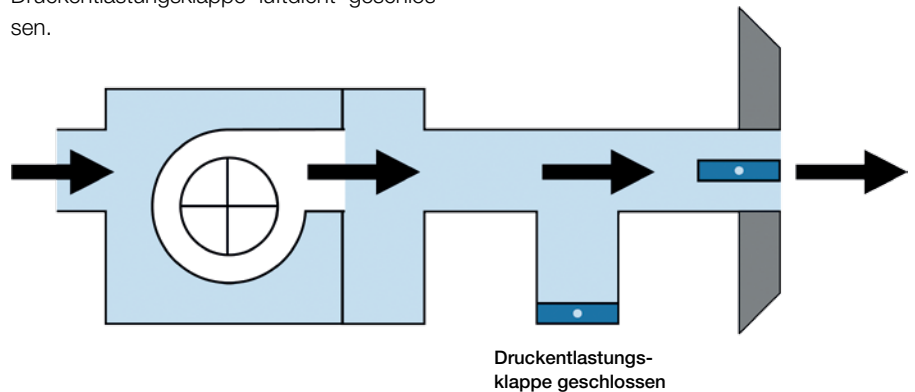 Druckentlastungsklappe luftdicht geschlos-
sen.
Druckentlastungs-
klappe geschlossen